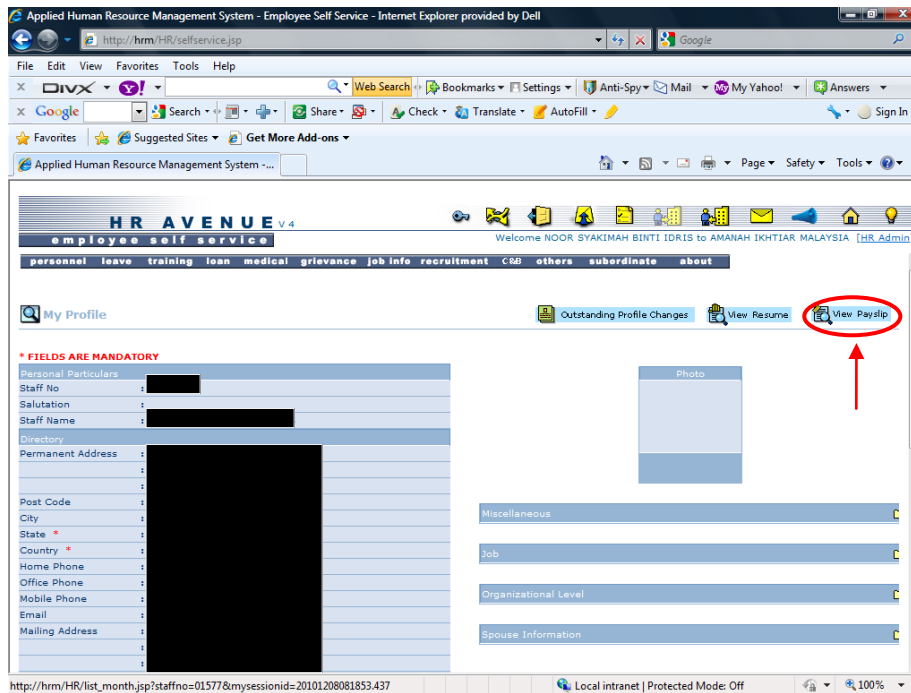 Applied Human Resource Management System - Employee Self Service - Internet Explorer provided by Dell
http://hrm/HR/selfservice.jsp Google
File Edit View Favorites Tools Help
x DIVX Y! Web Search Bookmarks Settings Anti-Spy Mail My Yahoo! Answers
x Google Search Share Check Translate AutoFill Sign In
Favorites Suggested Sites Get More Add-ons
Applied Human Resource Management System -... Page Safety Tools
HR AVENUE V4
employee self service
Welcome NOOR SYAKIMAH BINTI IDRIS to AMANAH IKHTIAR MALAYSIA [HR Admin
personnel leave training loan medical grievance job info recruitment C&B others subordinate about
My Profile Outstanding Profile Changes View Resume View Payslip
* FIELDS ARE MANDATORY
Personal Particulars
Staff No :
Salutation :
Staff Name :
Directory
Permanent Address :
:
:
Post Code :
City :
State * :
Country * :
Home Phone :
Office Phone :
Mobile Phone :
Email :
Mailing Address :
:
:
Photo
Miscellaneous
Job
Organizational Level
Spouse Information
http://hrm/HR/list_month.jsp?staffno=01577&mysessionid=20101208081853.437 Local intranet | Protected Mode: Off 100%